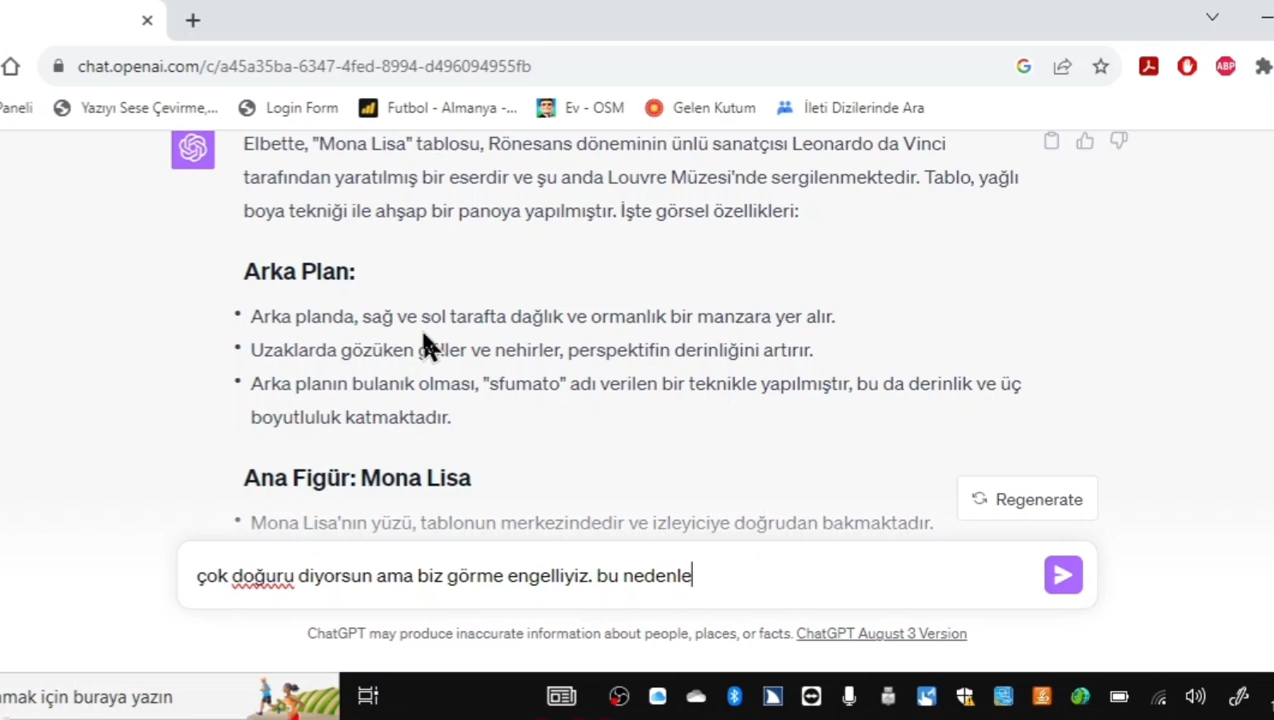 chat.openai.com/c/a45a35ba-6347-4fed-8994-d496094955fb
Paneli Yazıyı Sese Çevirme,... Login Form Futbol - Almanya -... Ev - OSM Gelen Kutum İleti Dizilerinde Ara
ABP
Elbette, "Mona Lisa" tablosu, Rönesans döneminin ünlü sanatçısı Leonardo da Vinci
tarafından yaratılmış bir eserdir ve şu anda Louvre Müzesi'nde sergilenmektedir. Tablo, yağlı
boya tekniği ile ahşap bir panoya yapılmıştır. İşte görsel özellikleri:
Arka Plan:
• Arka planda, sağ ve sol tarafta dağlık ve ormanlık bir manzara yer alır.
• Uzaklarda gözüken göller ve nehirler, perspektifin derinliğini artırır.
• Arka planın bulanık olması, "sfumato" adı verilen bir teknikle yapılmıştır, bu da derinlik ve üç
boyutluluk katmaktadır.
Ana Figür: Mona Lisa
Regenerate
• Mona Lisa'nın yüzü, tablonun merkezindedir ve izleyiciye doğrudan bakmaktadır.
çok doğuru diyorsun ama biz görme engelliyiz. bu nedenle
ChatGPT may produce inaccurate information about people, places, or facts. ChatGPT August 3 Version
amak için buraya yazın